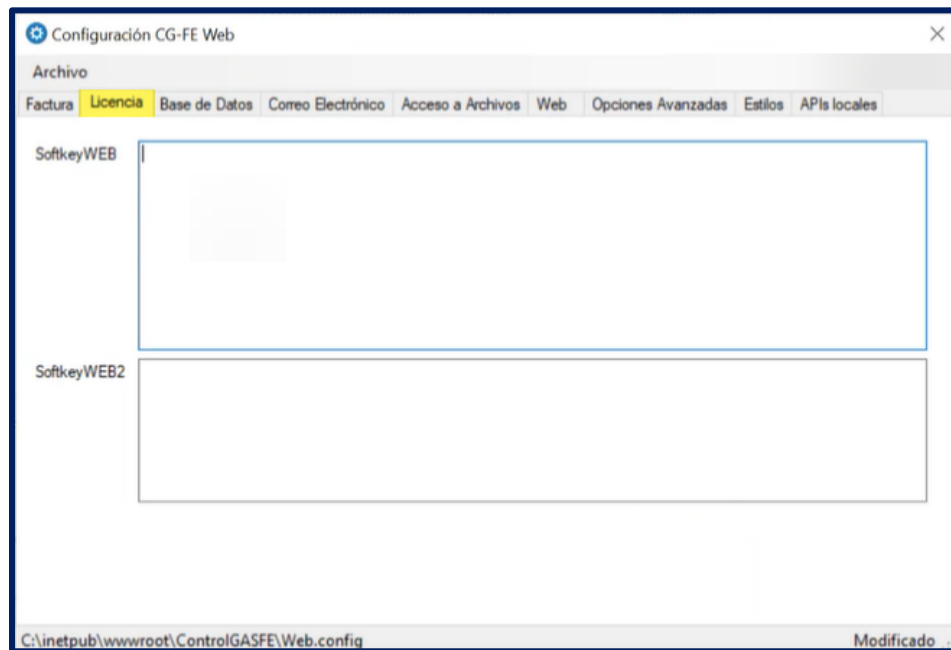 Configuración CG-FE Web
Archivo
Factura Licencia Base de Datos Correo Electrónico Acceso a Archivos Web Opciones Avanzadas Estilos APIs locales
SoftkeyWEB
SoftkeyWEB2
C:\inetpub\wwwroot\ControlGASFE\Web.config Modificado